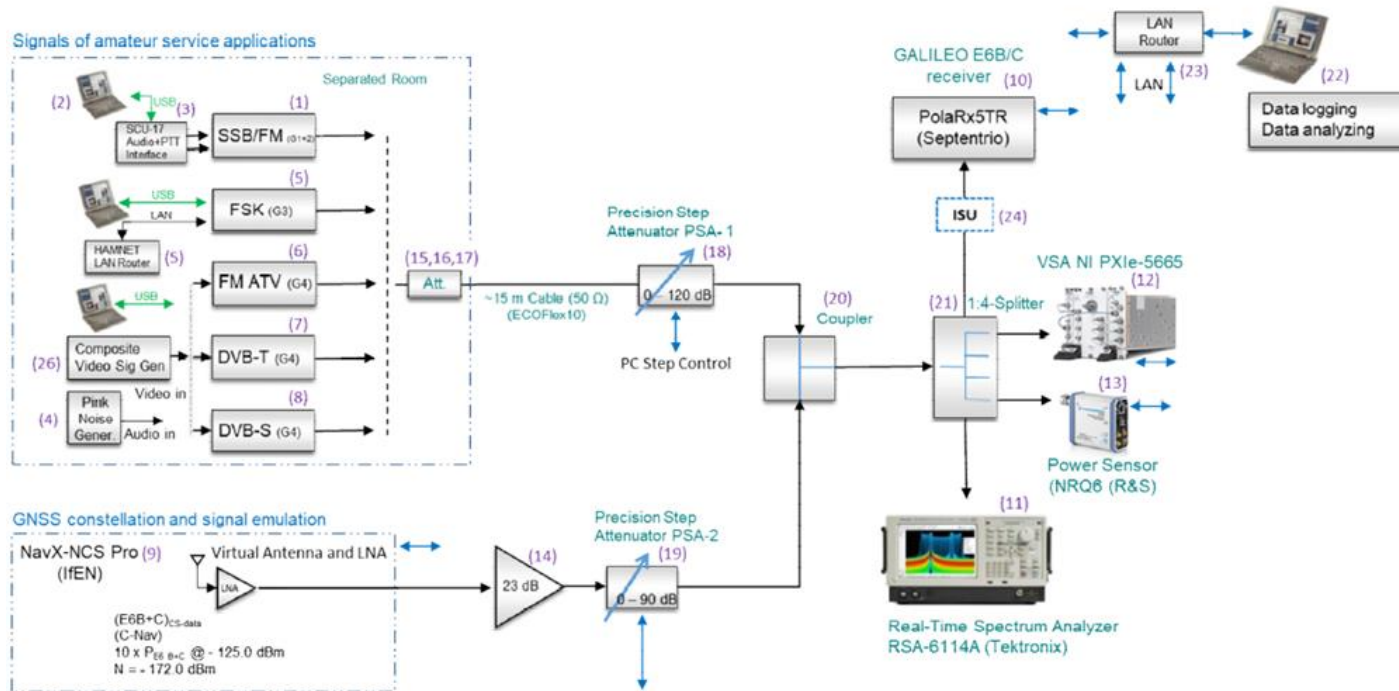 Signals of amateur service applications
Separated Room
(2)
USB
(3)
SCU-17
Audio+PTT
Interface
(1)
SSB/FM (G1+2)
(5)
USB
LAN
FSK (G3)
HAMNET
LAN Router
(5)
USB
(6)
FM ATV (G4)
(7)
DVB-T (G4)
(8)
DVB-S (G4)
(26)
Composite
Video Sig Gen
Video in
(4)
Pink
Noise
Gener.
Audio in
(15,16,17)
Att.
~15 m Cable (50 Ω)
(ECOFlex10)
Precision Step
Attenuator PSA- 1
(18)
0 – 120 dB
PC Step Control
(20)
Coupler
GALILEO E6B/C
receiver
(10)
PolaRx5TR
(Septentrio)
ISU
(24)
LAN
Router
(23)
LAN
(22)
Data logging
Data analyzing
(21)
1:4-Splitter
VSA NI PXIe-5665
(12)
(13)
Power Sensor
(NRQ6 (R&S)
(11)
Real-Time Spectrum Analyzer
RSA-6114A (Tektronix)
GNSS constellation and signal emulation
NavX-NCS Pro (9)
(IfEN)
Virtual Antenna and LNA
LNA
(E6B+C)CS-data
(C-Nav)
10 x PE6 B+C @ - 125.0 dBm
N = - 172.0 dBm
(14)
23 dB
Precision Step
Attenuator PSA-2
(19)
0 – 90 dB